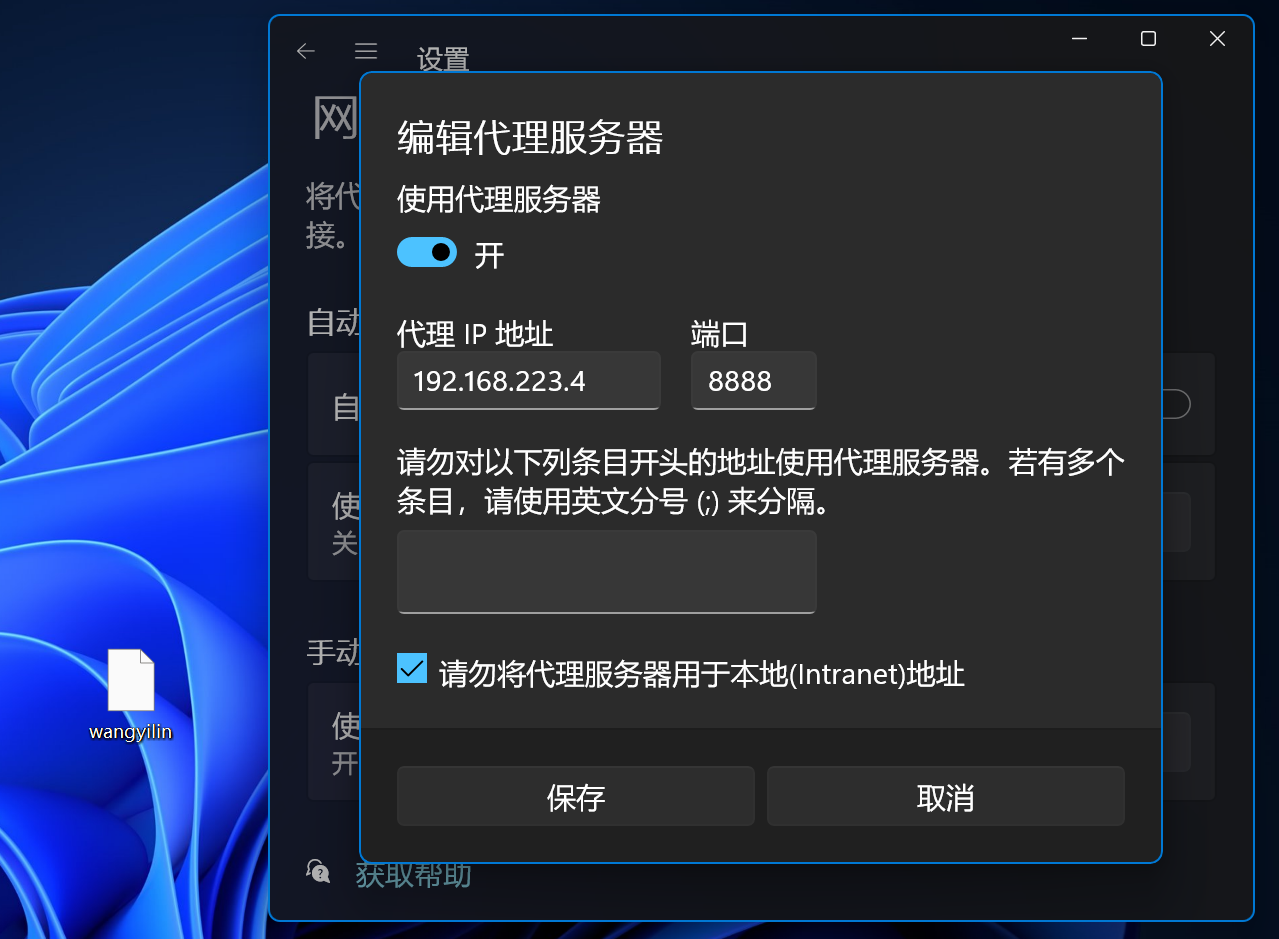 设置
网
编辑代理服务器
将代
接。
使用代理服务器
开
自动
代理 IP 地址 端口
192.168.223.4 8888
自
请勿对以下列条目开头的地址使用代理服务器。若有多个
条目，请使用英文分号 (;) 来分隔。
使
关
手动
请勿将代理服务器用于本地(Intranet)地址
使
开
wangyilin
保存 取消
获取帮助